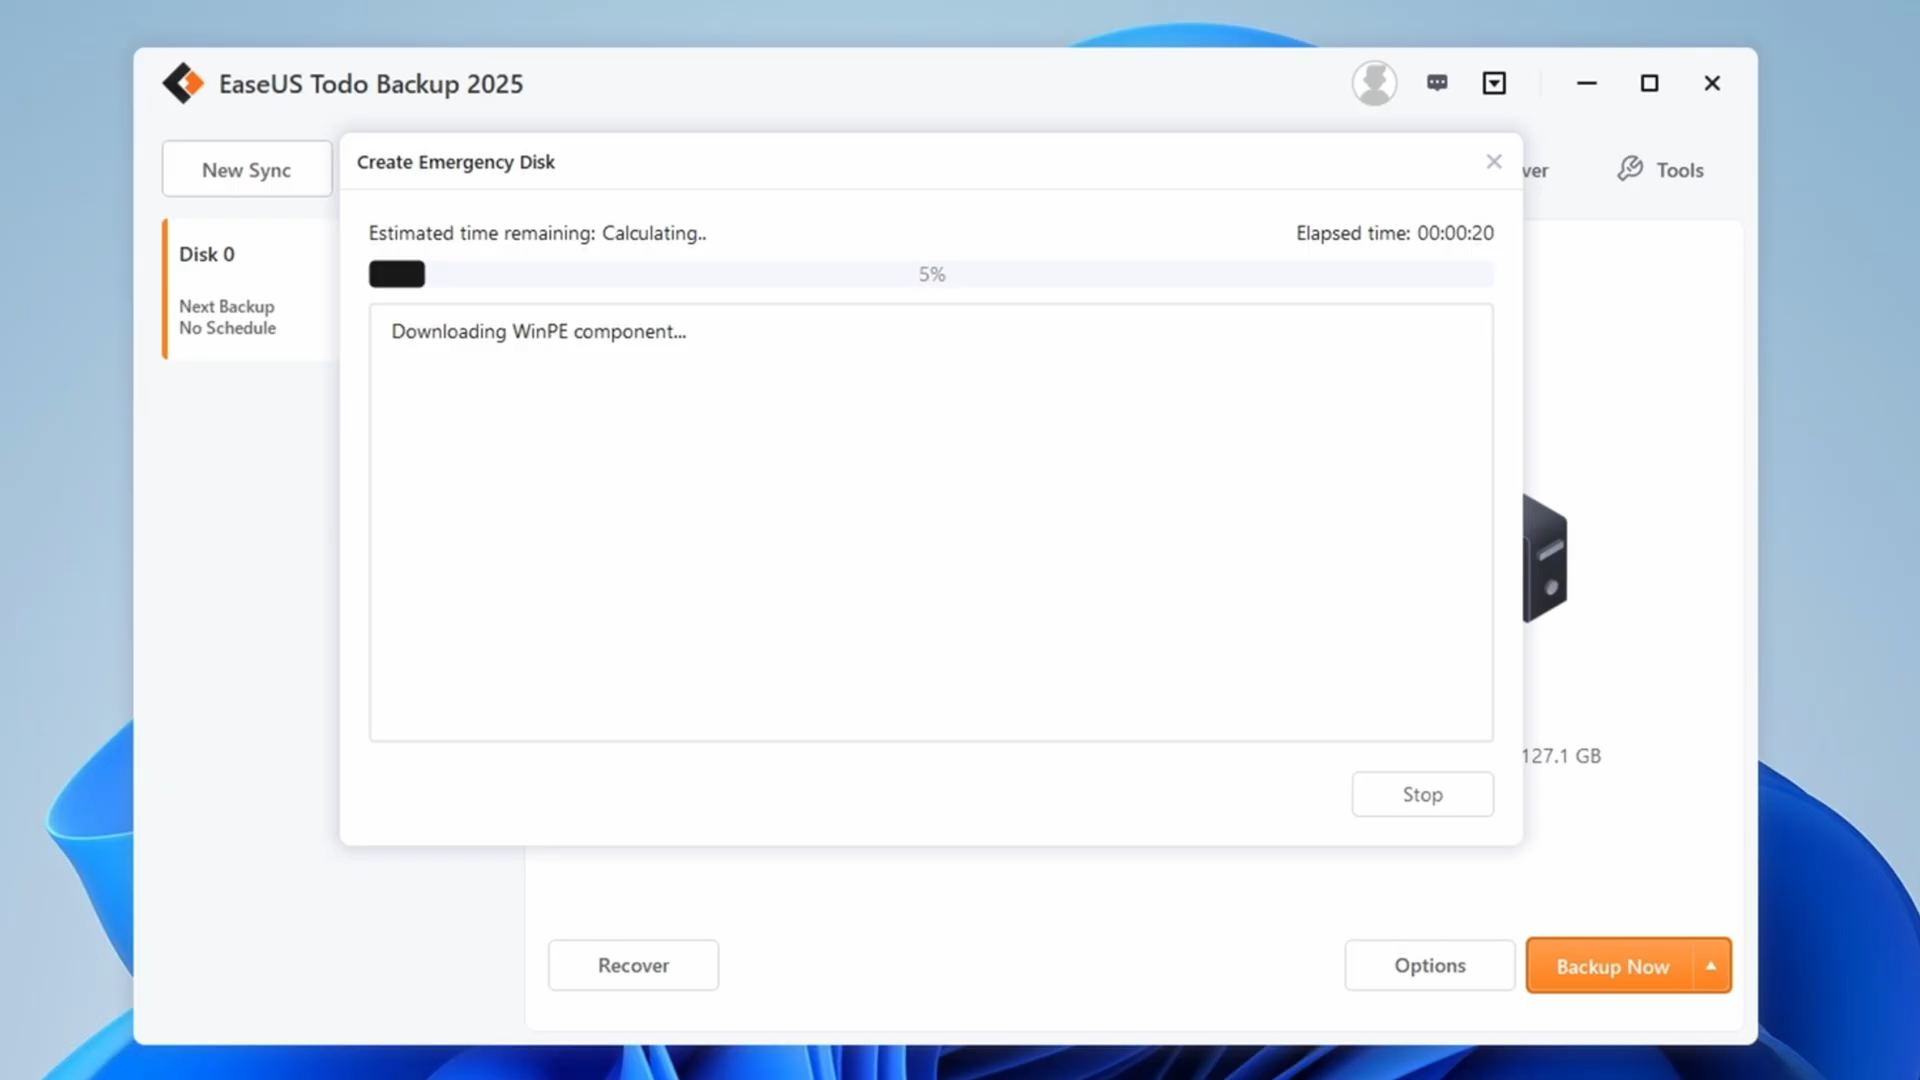 EaseUS Todo Backup 2025
New Sync
Create Emergency Disk
ver
Tools
Estimated time remaining: Calculating..
Elapsed time: 00:00:20
5%
Disk 0
Next Backup
No Schedule
Downloading WinPE component...
127.1 GB
Stop
Recover
Options
Backup Now